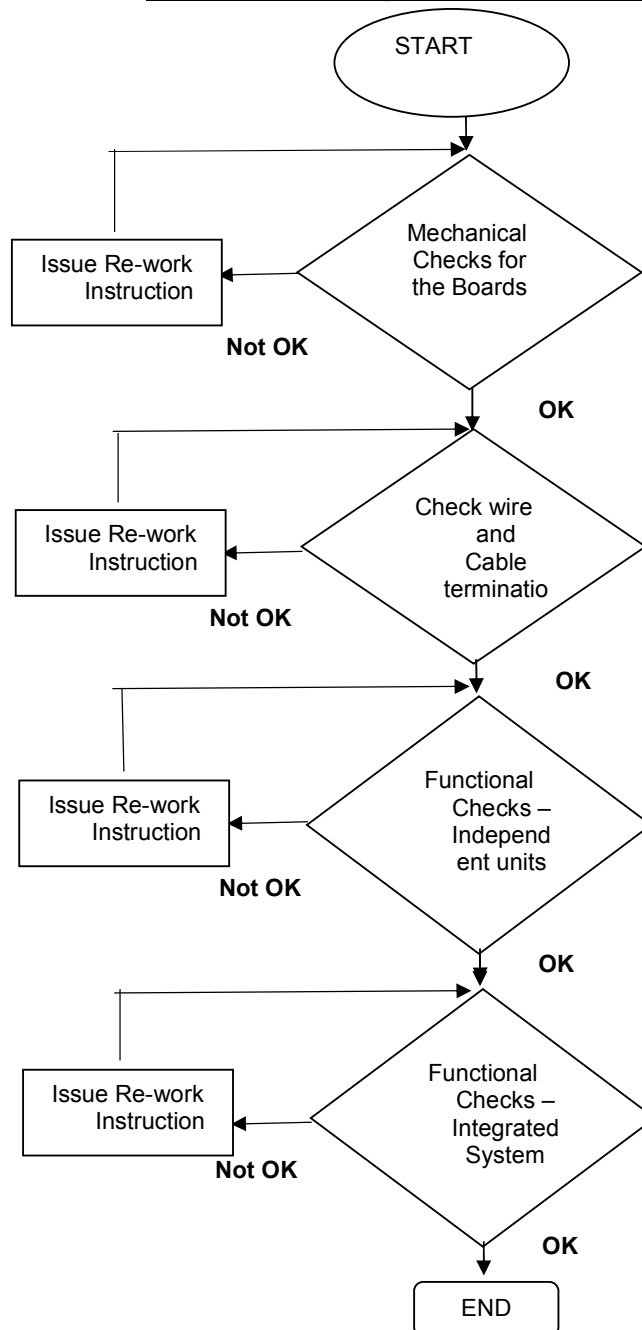 START
Mechanical
Checks for
the Boards
Issue Re-work
Instruction
Not OK
OK
Check wire
and
Cable
terminatio
Issue Re-work
Instruction
Not OK
OK
Functional
Checks –
Independ
ent units
Issue Re-work
Instruction
Not OK
OK
Functional
Checks –
Integrated
System
Issue Re-work
Instruction
Not OK
OK
END